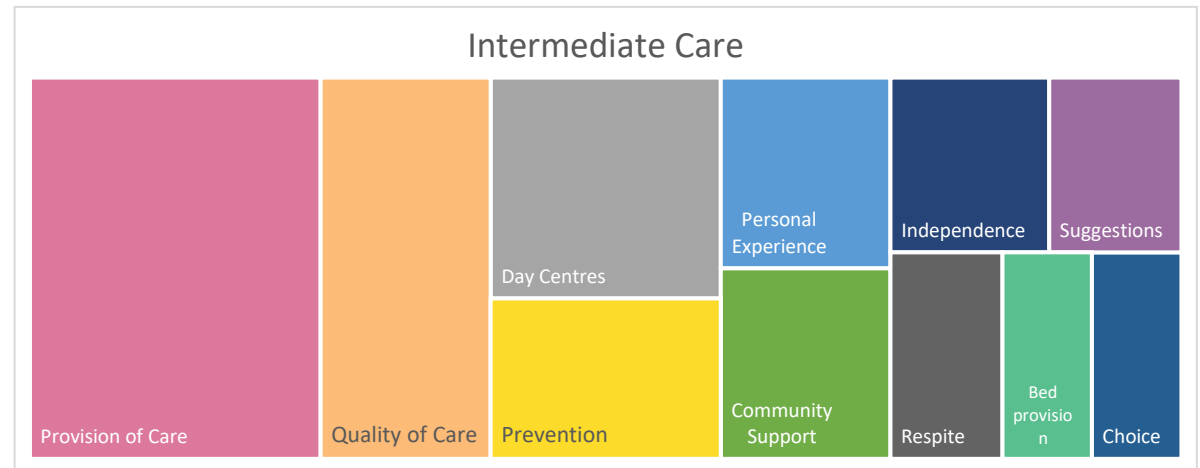 Intermediate Care
Provision of Care
Quality of Care
Day Centres
Prevention
Personal
Experience
Community
Support
Independence
Suggestions
Respite
Bed
provisio
n
Choice